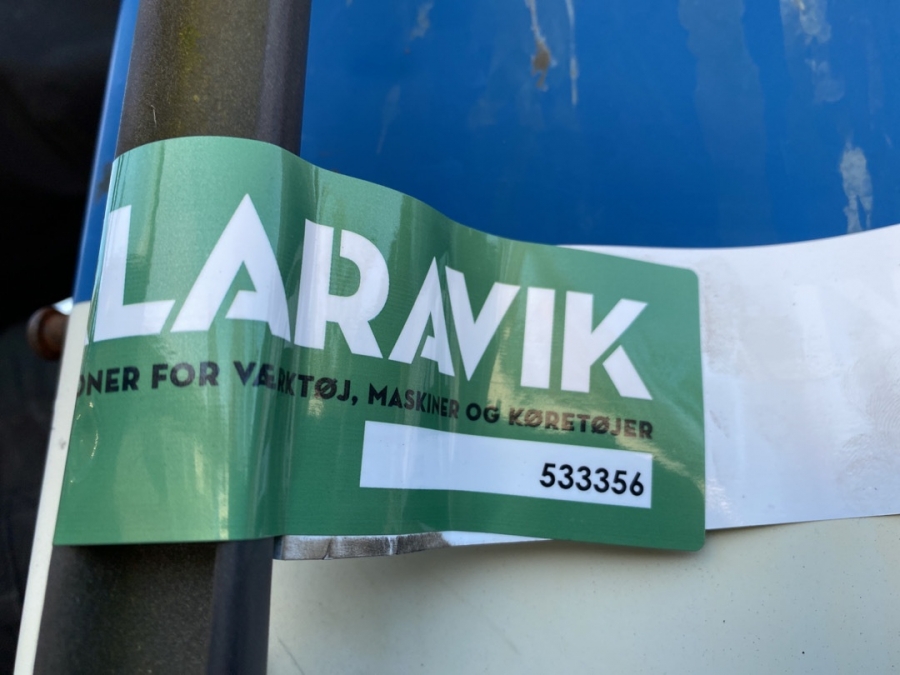 LARAVIK
ONER FOR VÆRKTØJ, MASKINER OG KØRETØJER
533356